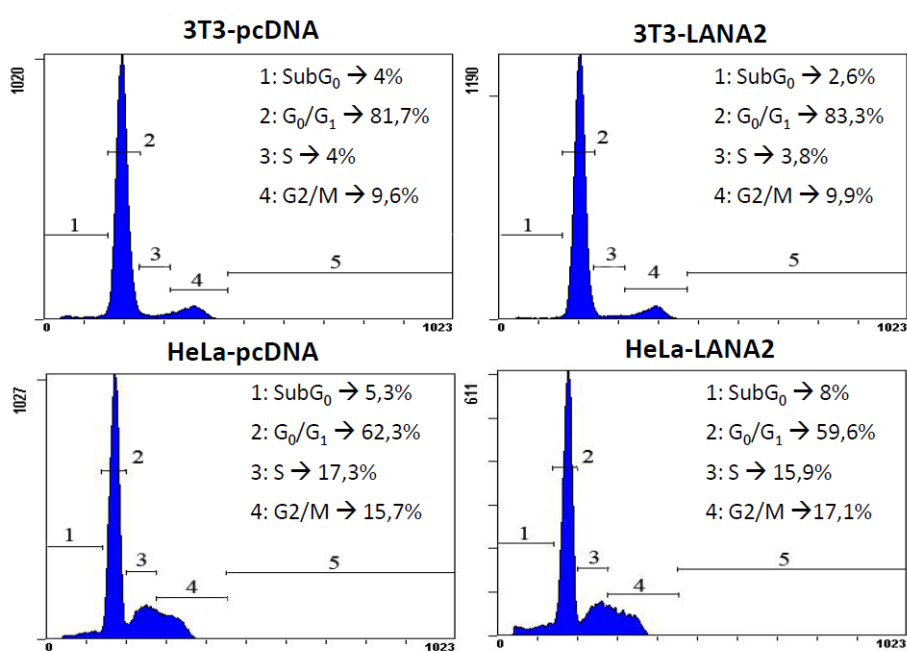 3T3-pcDNA
1020
1: SubG0 → 4%
2: G0/G1 → 81,7%
3: S → 4%
4: G2/M → 9,6%
1
2
3
4
5
0
1023
3T3-LANA2
1190
1: SubG0 → 2,6%
2: G0/G1 → 83,3%
3: S → 3,8%
4: G2/M → 9,9%
1
2
3
4
5
0
1023
HeLa-pcDNA
1027
1: SubG0 → 5,3%
2: G0/G1 → 62,3%
3: S → 17,3%
4: G2/M → 15,7%
1
2
3
4
5
0
1023
HeLa-LANA2
611
1: SubG0 → 8%
2: G0/G1 → 59,6%
3: S → 15,9%
4: G2/M → 17,1%
1
2
3
4
5
0
1023